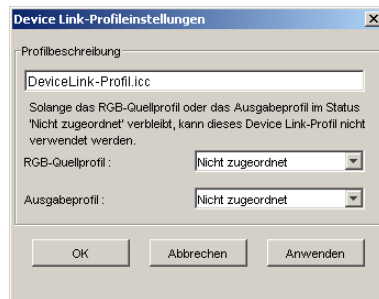 Device Link-Profileinstellungen
Profilbeschreibung
DeviceLink-Profil.icc
Solange das RGB-Quellprofil oder das Ausgabeprofil im Status
'Nicht zugeordnet' verbleibt, kann dieses Device Link-Profil nicht
verwendet werden.
RGB-Quellprofil : Nicht zugeordnet
Ausgabeprofil : Nicht zugeordnet
OK Abbrechen Anwenden